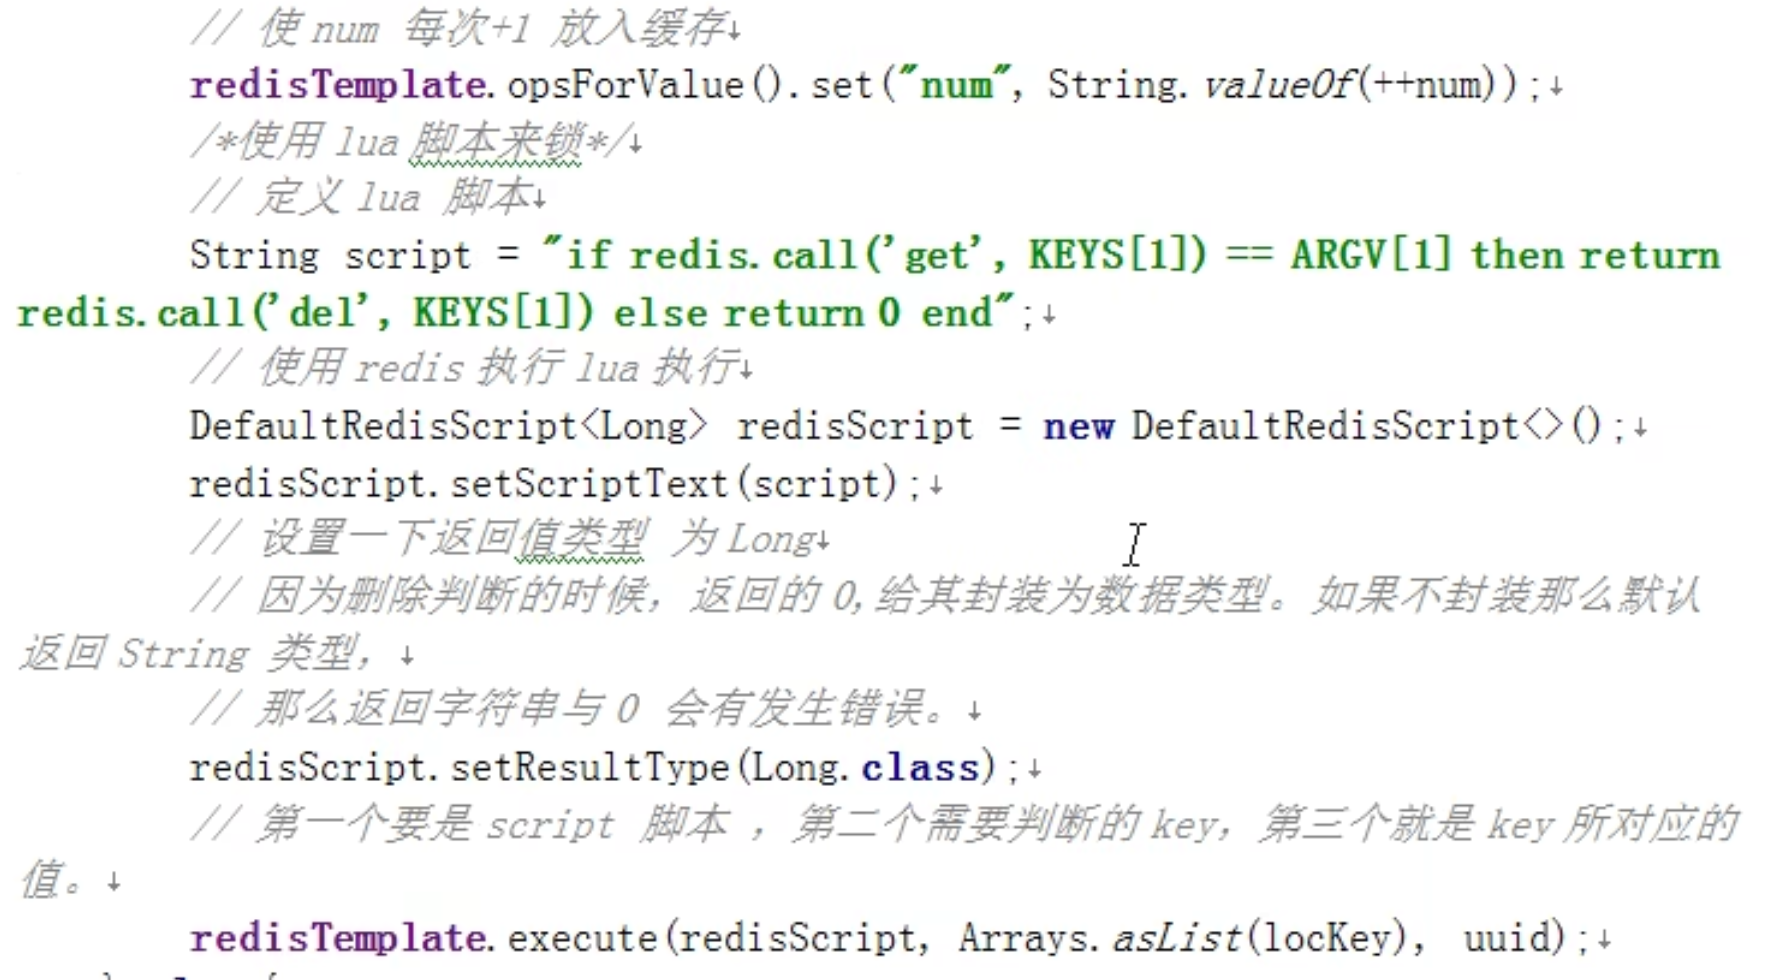 // 使 num 每次+1 放入缓存↓
redisTemplate.opsForValue().set("num", String.valueOf(++num));↓
/*使用 lua 脚本来锁*/↓
// 定义 lua 脚本↓
String script = "if redis.call('get', KEYS[1]) == ARGV[1] then return
redis.call('del', KEYS[1]) else return 0 end";↓
// 使用 redis 执行 lua 执行↓
DefaultRedisScript<Long> redisScript = new DefaultRedisScript<>();↓
redisScript.setScriptText(script);↓
// 设置一下返回值类型 为 Long↓
// 因为删除判断的时候，返回的 0,给其封装为数据类型。如果不封装那么默认
返回 String 类型，↓
// 那么返回字符串与 0 会有发生错误。↓
redisScript.setResultType(Long.class);↓
// 第一个要是 script 脚本 ，第二个需要判断的 key，第三个就是 key 所对应的
值。↓
redisTemplate.execute(redisScript, Arrays.asList(locKey), uuid);↓